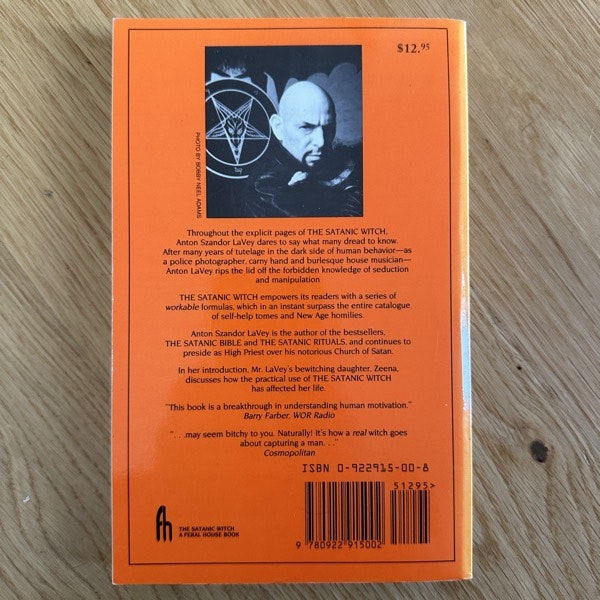 $12.95
PHOTO BY BOBBY NEEL ADAMS
Throughout the explicit pages of THE SATANIC WITCH,
Anton Szandor LaVey dares to say what many dread to know.
After many years of tutelage in the dark side of human behavior—as
a police photographer, carny hand and burlesque house musician—
Anton LaVey rips the lid off the forbidden knowledge of seduction
and manipulation
THE SATANIC WITCH empowers its readers with a series of
workable formulas, which in an instant surpass the entire catalogue
of self-help tomes and New Age homilies.
Anton Szandor LaVey is the author of the bestsellers,
THE SATANIC BIBLE and THE SATANIC RITUALS, and continues to
preside as High Priest over his notorious Church of Satan.
In her introduction, Mr. LaVey's bewitching daughter, Zeena,
discusses how the practical use of THE SATANIC WITCH
has affected her life.
"This book is a breakthrough in understanding human motivation."
Barry Farber, WOR Radio
". . .may seem bitchy to you. Naturally! It's how a real witch goes
about capturing a man. . ."
Cosmopolitan
ISBN 0-922915-00-8
51295>
9 780922 915002
fh
THE SATANIC WITCH
A FERAL HOUSE BOOK